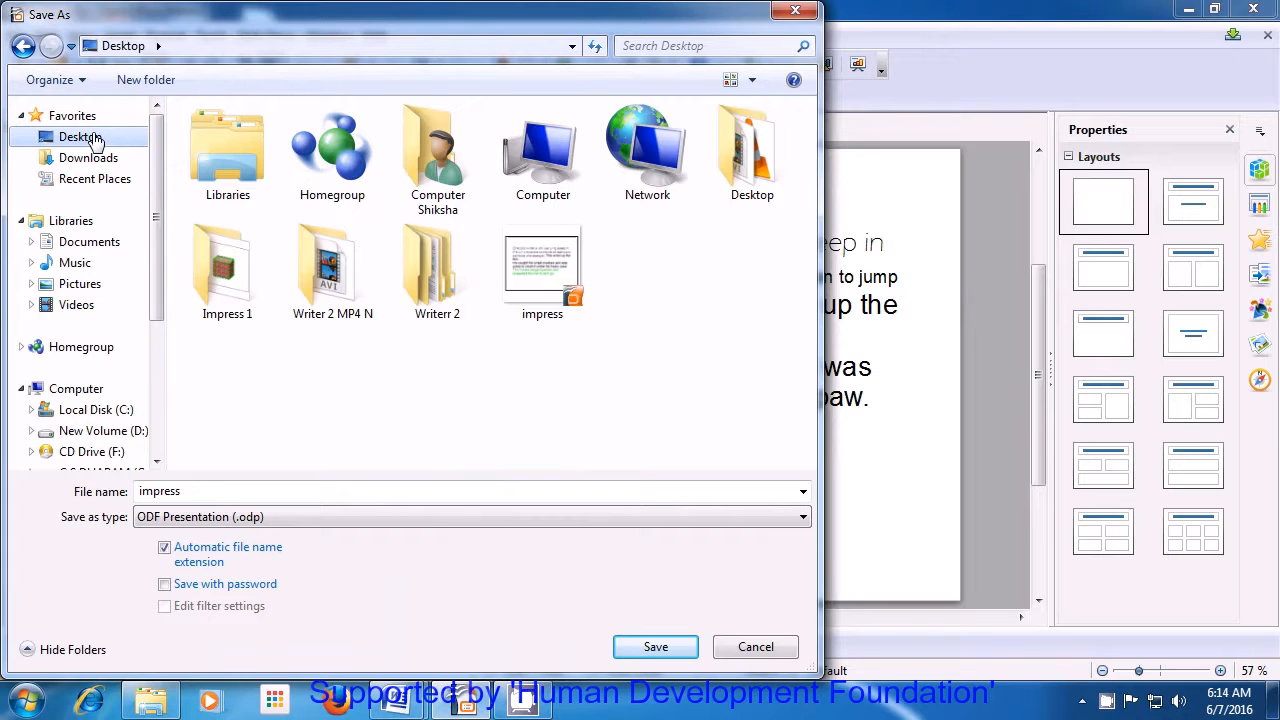 Save As
Desktop
Search Desktop
Organize
New folder
Favorites
Desktop
Downloads
Recent Places
Libraries
Documents
Music
Pictures
Videos
Homegroup
Computer
Local Disk (C:)
New Volume (D:)
CD Drive (F:)
Libraries
Homegroup
Computer Shiksha
Computer
Network
Desktop
Impress 1
Writer 2 MP4 N
Writerr 2
impress
File name: impress
Save as type: ODF Presentation (.odp)
Automatic file name
extension
Save with password
Edit filter settings
Hide Folders
Save
Cancel
eep in
n to jump
up the
was
paw.
Properties
Layouts
57 %
Supported by 'Human Development Foundation'
6:14 AM
6/7/2016